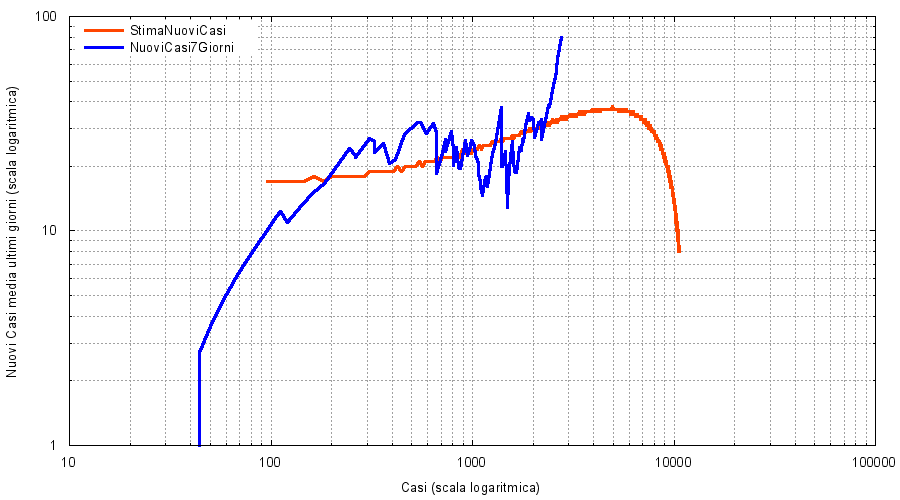 100
StimaNuoviCasi
NuoviCasi7Giorni
Nuovi Casi media ultimi giorni (scala logaritmica)
10
1
10
100
1000
10000
100000
Casi (scala logaritmica)